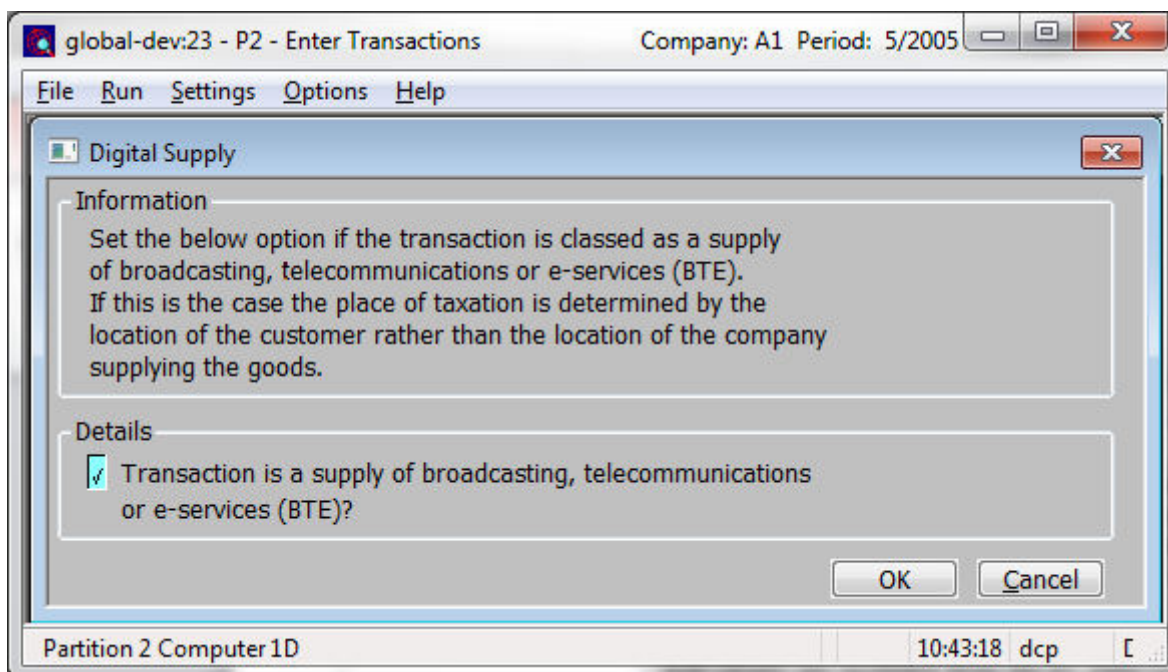 global-dev:23 - P2 - Enter Transactions Company: A1 Period: 5/2005
File Run Settings Options Help
Digital Supply
Information
Set the below option if the transaction is classed as a supply
of broadcasting, telecommunications or e-services (BTE).
If this is the case the place of taxation is determined by the
location of the customer rather than the location of the company
supplying the goods.
Details
Transaction is a supply of broadcasting, telecommunications
or e-services (BTE)?
OK Cancel
Partition 2 Computer 1D 10:43:18 dcp